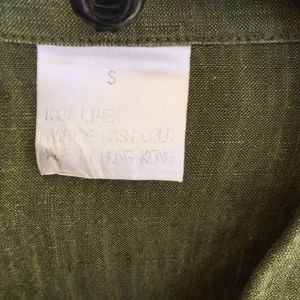 S
100% LINEN
MACHINE WASH COLD
MADE IN HONG KONG